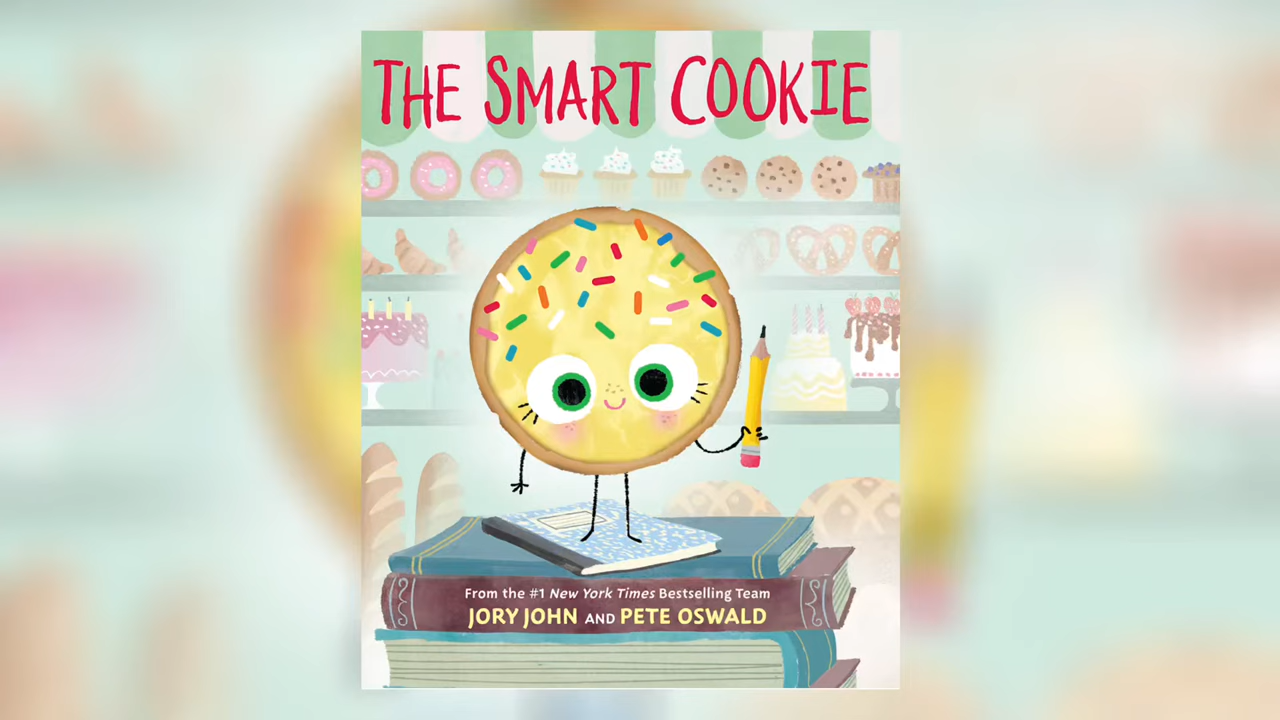 THE SMART COOKIE
From the #1 New York Times Bestselling Team
JORY JOHN AND PETE OSWALD